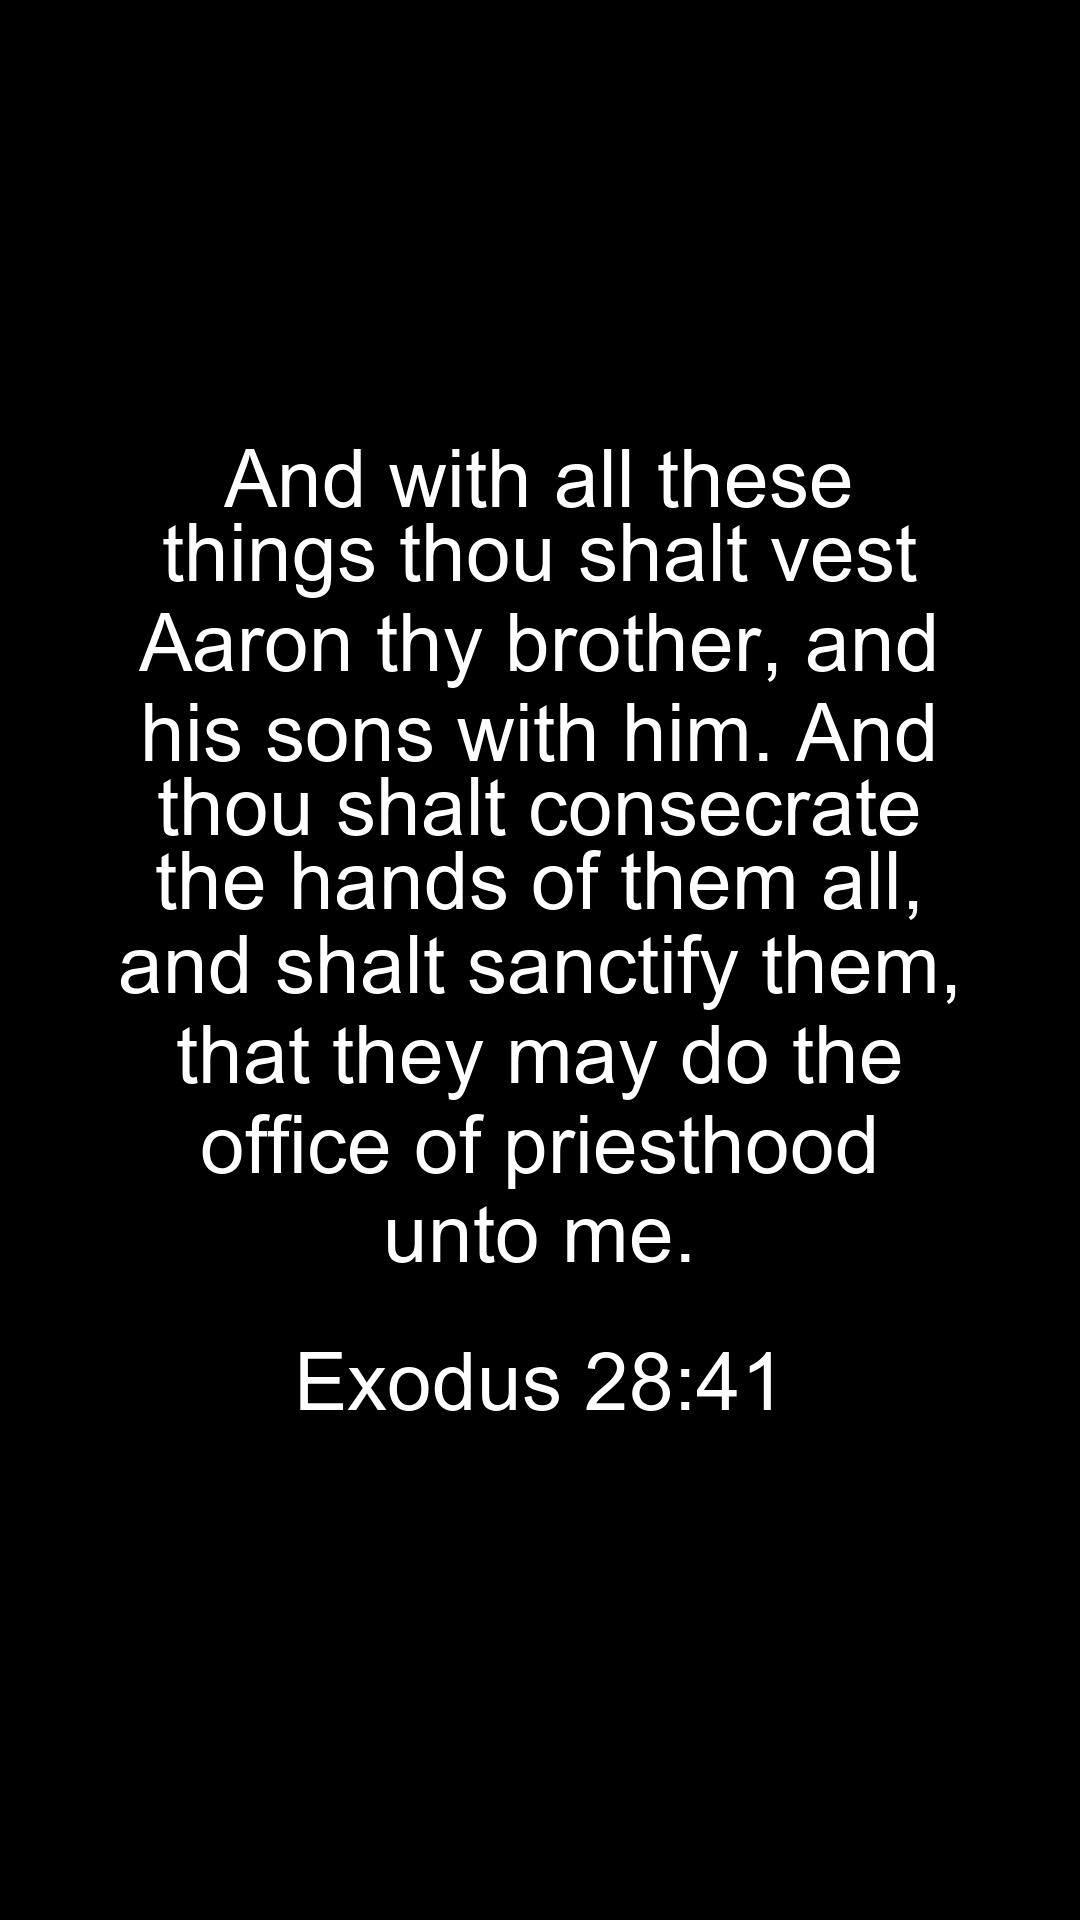 And with all these
things thou shalt vest
Aaron thy brother, and
his sons with him. And
thou shalt consecrate
the hands of them all,
and shalt sanctify them,
that they may do the
office of priesthood
unto me.
Exodus 28:41